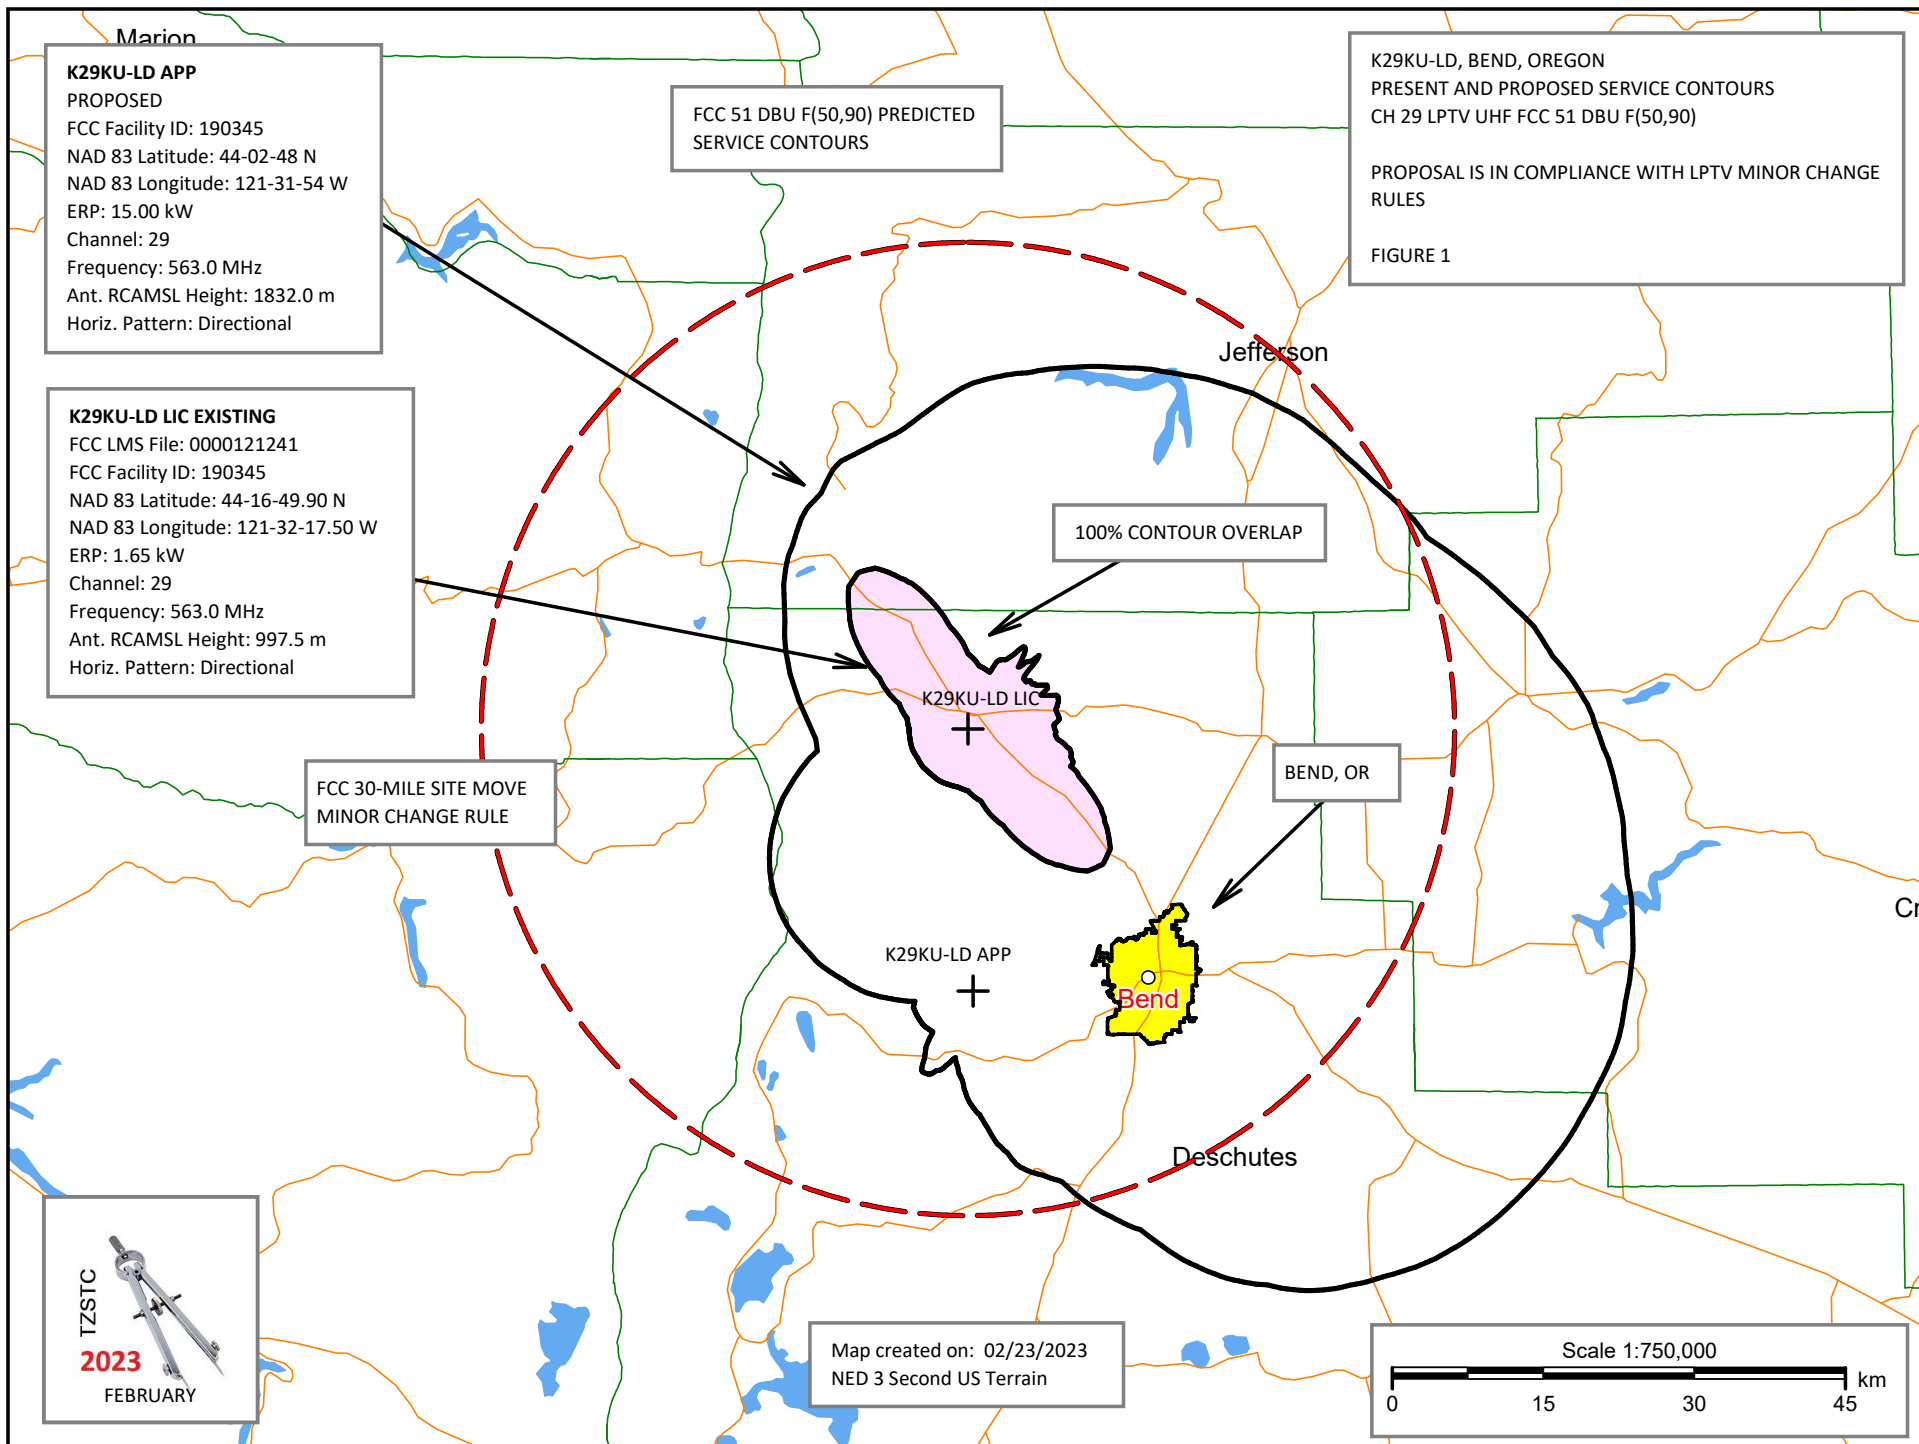 Marion
K29KU-LD APP
PROPOSED
FCC Facility ID: 190345
NAD 83 Latitude: 44-02-48 N
NAD 83 Longitude: 121-31-54 W
ERP: 15.00 kW
Channel: 29
Frequency: 563.0 MHz
Ant. RCAMSL Height: 1832.0 m
Horiz. Pattern: Directional
FCC 51 DBU F(50,90) PREDICTED
SERVICE CONTOURS
K29KU-LD, BEND, OREGON
PRESENT AND PROPOSED SERVICE CONTOURS
CH 29 LPTV UHF FCC 51 DBU F(50,90)
PROPOSAL IS IN COMPLIANCE WITH LPTV MINOR CHANGE
RULES
FIGURE 1
Jefferson
K29KU-LD LIC EXISTING
FCC LMS File: 0000121241
FCC Facility ID: 190345
NAD 83 Latitude: 44-16-49.90 N
NAD 83 Longitude: 121-32-17.50 W
ERP: 1.65 kW
Channel: 29
Frequency: 563.0 MHz
Ant. RCAMSL Height: 997.5 m
Horiz. Pattern: Directional
100% CONTOUR OVERLAP
K29KU-LD LIC
FCC 30-MILE SITE MOVE
MINOR CHANGE RULE
BEND, OR
Cr
K29KU-LD APP
Bend
Deschutes
TZSTC
2023
FEBRUARY
Map created on: 02/23/2023
NED 3 Second US Terrain
Scale 1:750,000
km
0 15 30 45